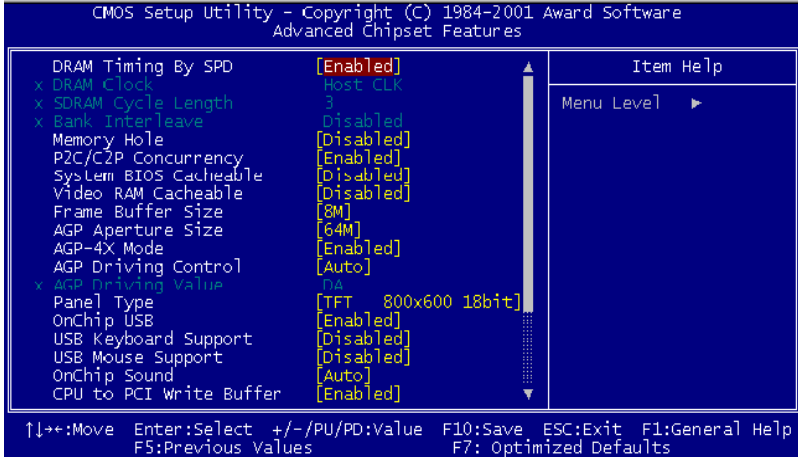 CMOS Setup Utility – Copyright (C) 1984-2001 Award Software
Advanced Chipset Features
DRAM Timing By SPD [Enabled]
x DRAM Clock Host CLK
x SDRAM Cycle Length 3
x Bank Interleave Disabled
Memory Hole [Disabled]
P2C/C2P Concurrency [Enabled]
System BIOS Cacheable [Disabled]
Video RAM Cacheable [Disabled]
Frame Buffer Size [8M]
AGP Aperture Size [64M]
AGP-4X Mode [Enabled]
AGP Driving Control [Auto]
x AGP Driving Value DA
Panel Type [TFT 800x600 18bit]
OnChip USB [Enabled]
USB Keyboard Support [Disabled]
USB Mouse Support [Disabled]
OnChip Sound [Auto]
CPU to PCI Write Buffer [Enabled]
Item Help
Menu Level ►
↑↓→←:Move Enter:Select +/-/PU/PD:Value F10:Save ESC:Exit F1:General Help
F5:Previous Values F7: Optimized Defaults